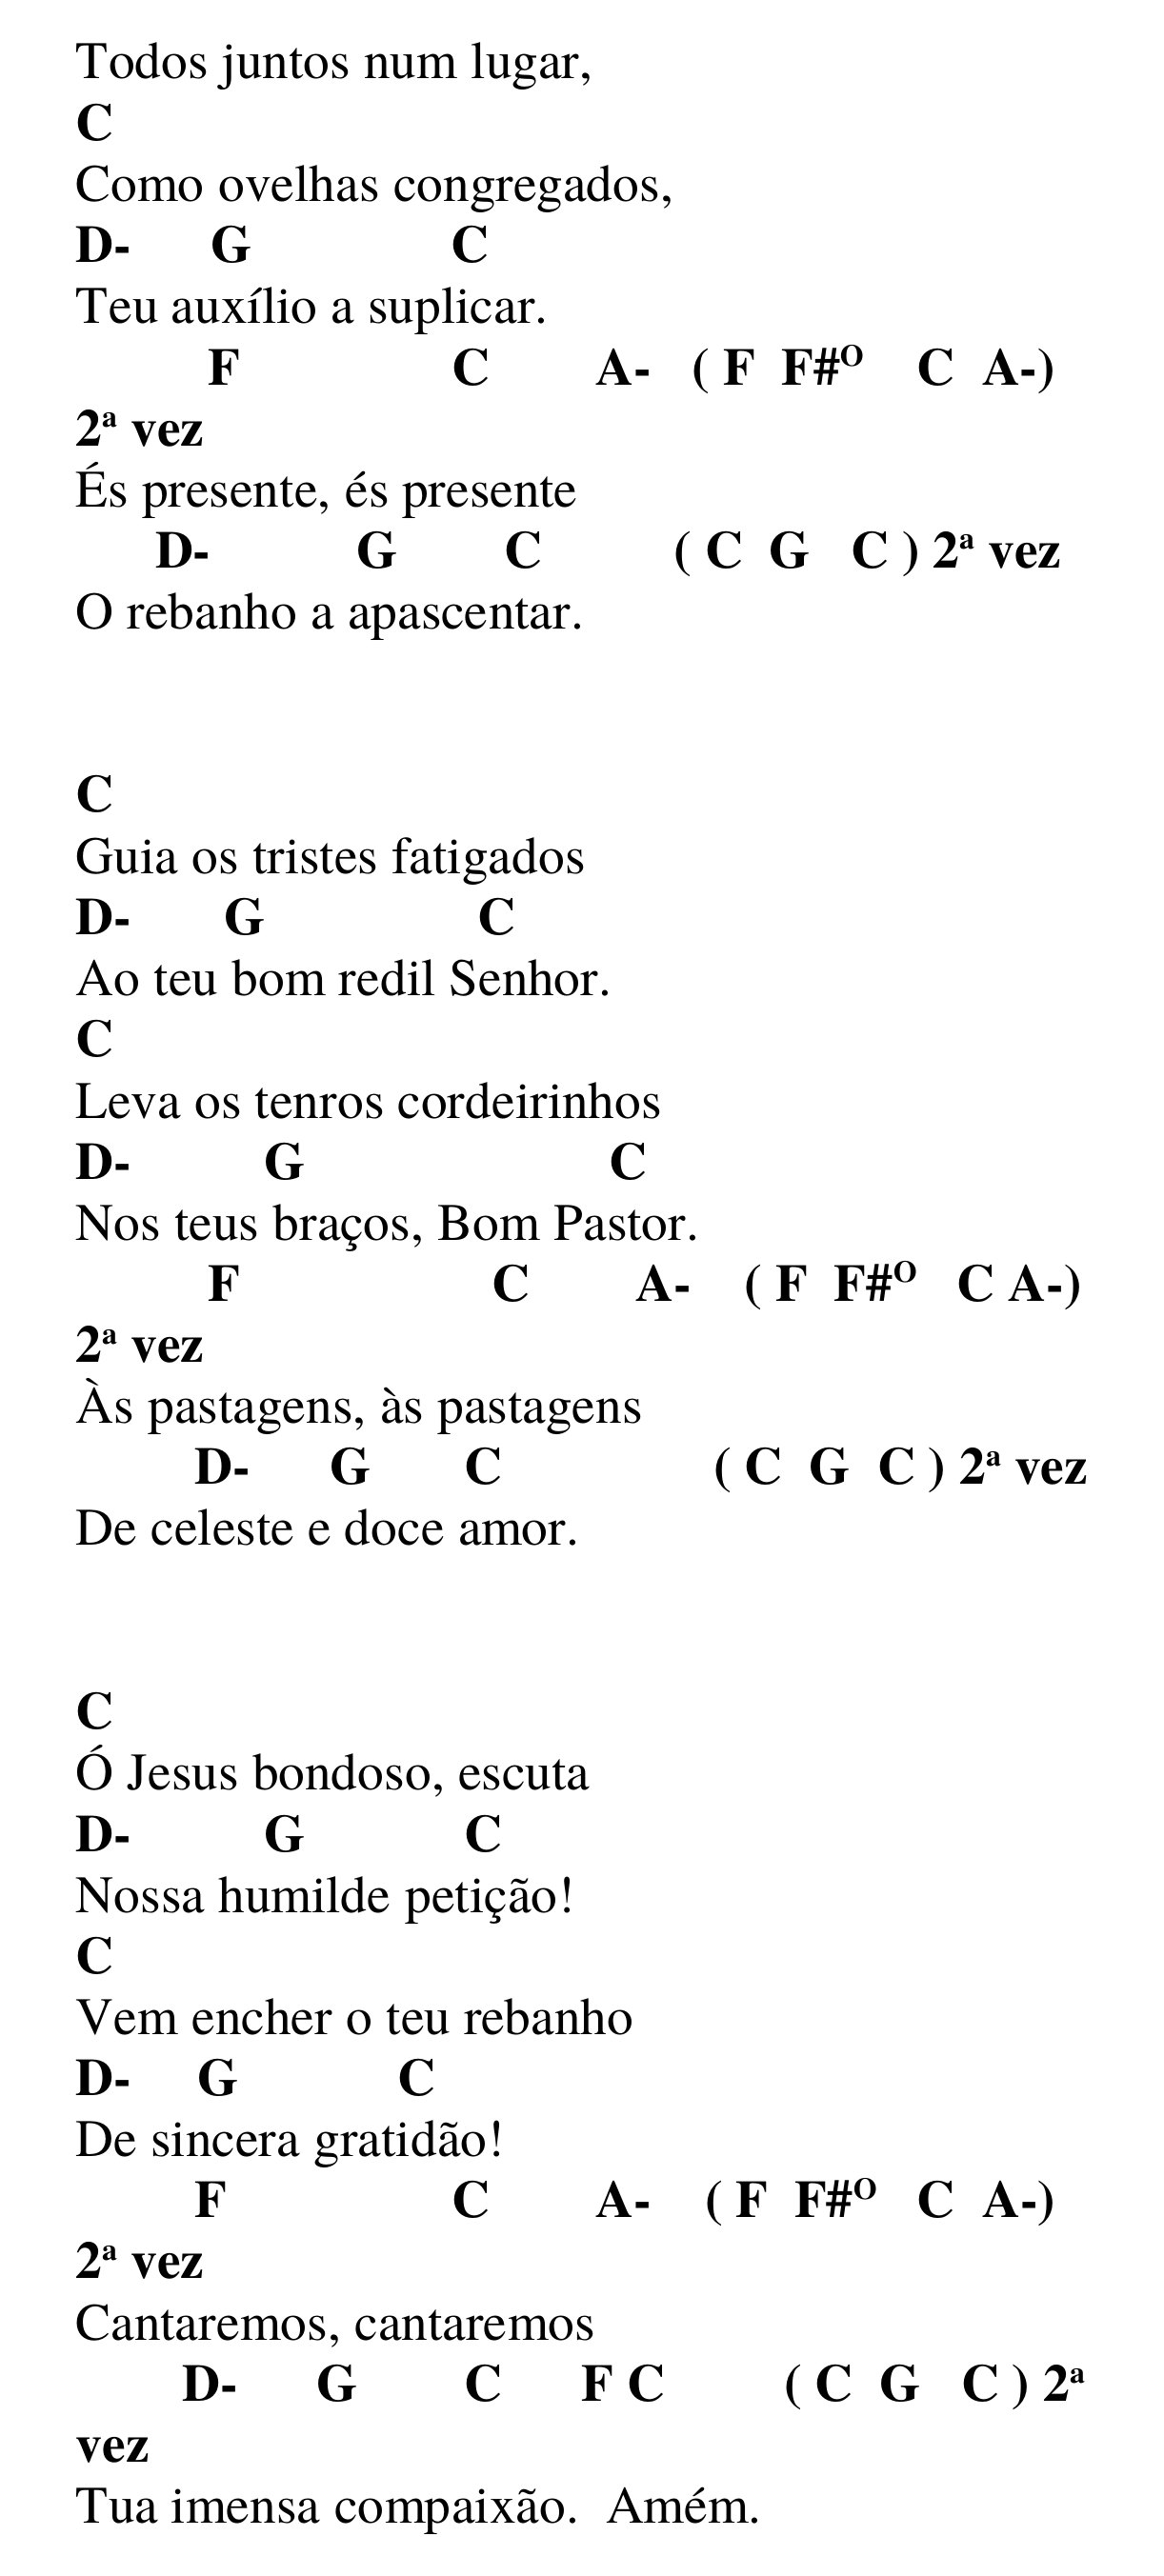 Todos juntos num lugar,
C
Como ovelhas congregados,
D-      G               C
Teu auxílio a suplicar.
          F                C        A-   ( F  F#º    C  A-)
2ª vez
És presente, és presente
      D-           G        C          ( C  G   C ) 2ª vez
O rebanho a apascentar.
C
Guia os tristes fatigados
D-       G                C
Ao teu bom redil Senhor.
C
Leva os tenros cordeirinhos
D-          G                       C
Nos teus braços, Bom Pastor.
          F                   C        A-    ( F  F#º   C A-)
2ª vez
Às pastagens, às pastagens
         D-      G       C                ( C  G  C ) 2ª vez
De celeste e doce amor.
C
Ó Jesus bondoso, escuta
D-          G            C
Nossa humilde petição!
C
Vem encher o teu rebanho
D-     G            C
De sincera gratidão!
         F                 C        A-    ( F  F#º   C  A-)
2ª vez
Cantaremos, cantaremos
        D-      G        C      F C         ( C  G   C ) 2ª
vez
Tua imensa compaixão.  Amém.